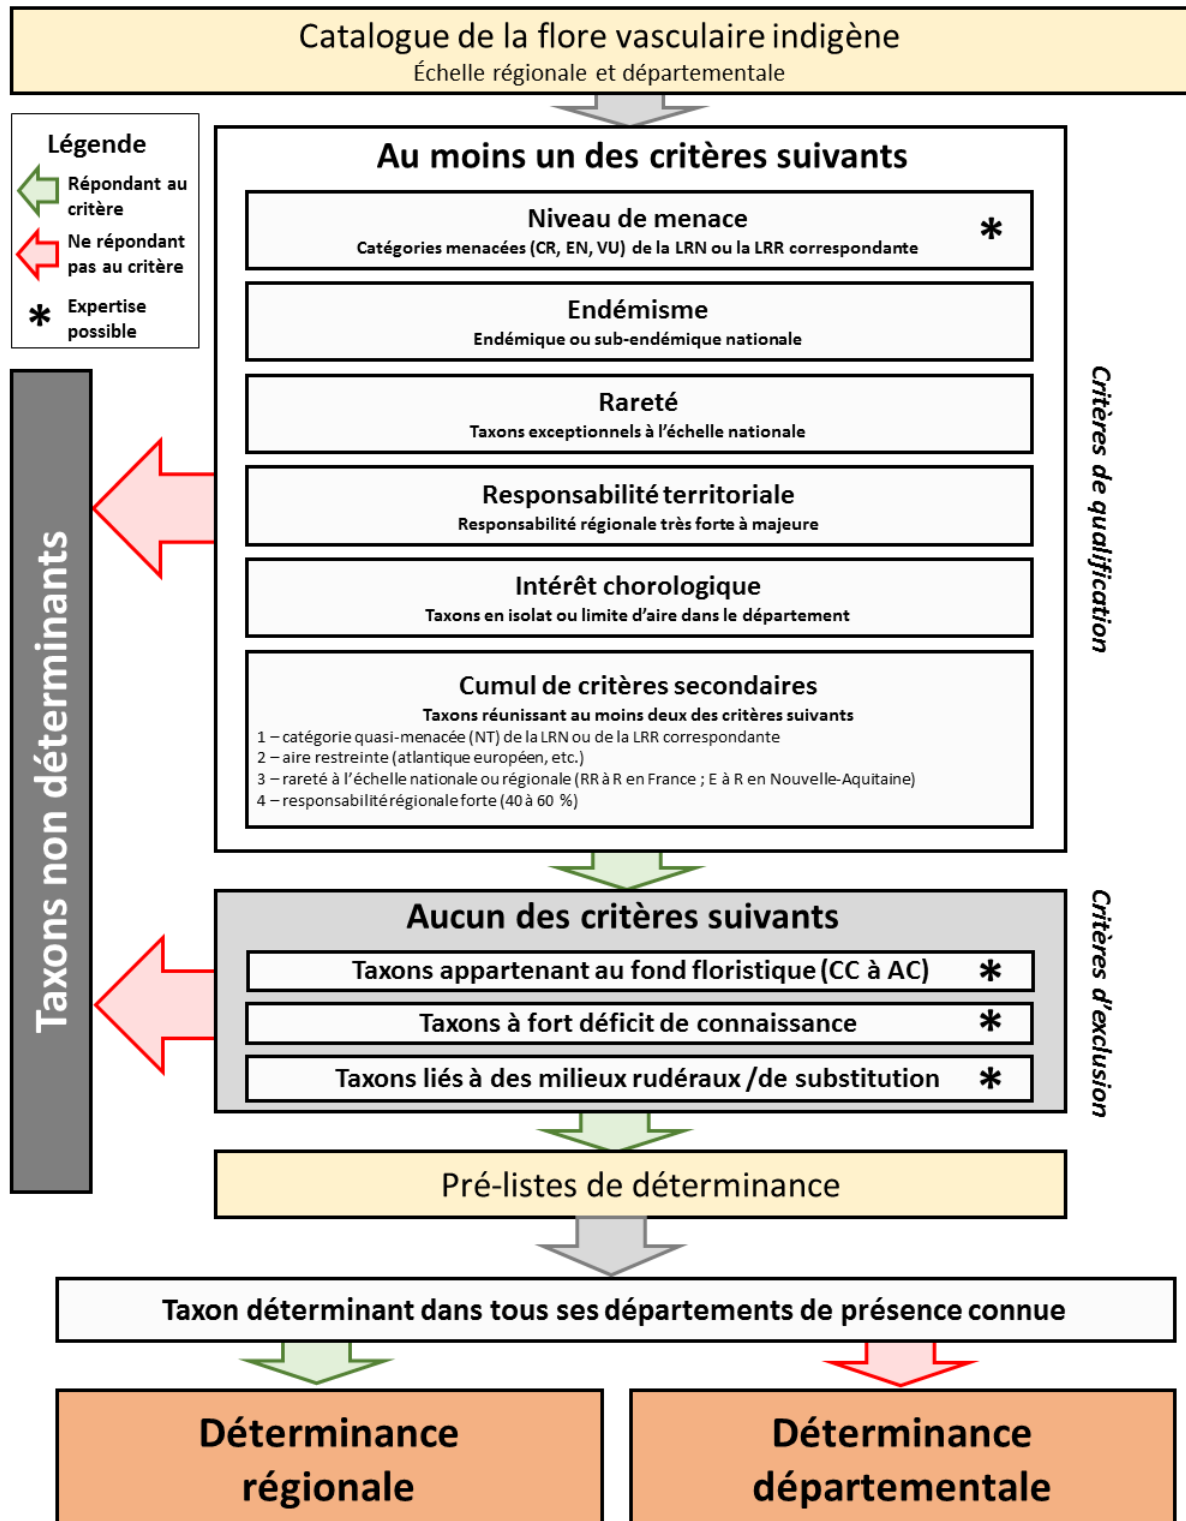 Catalogue de la flore vasculaire indigène
Échelle régionale et départementale
Légende
Répondant au
critère
Ne répondant
pas au critère
* Expertise
possible
Au moins un des critères suivants
Niveau de menace
*
Catégories menacées (CR, EN, VU) de la LRN ou la LRR correspondante
Endémisme
Endémique ou sub-endémique nationale
Rareté
Taxons exceptionnels à l’échelle nationale
Responsabilité territoriale
Responsabilité régionale très forte à majeure
Intérêt chorologique
Taxons en isolat ou limite d’aire dans le département
Cumul de critères secondaires
Taxons réunissant au moins deux des critères suivants
1 – catégorie quasi-menacée (NT) de la LRN ou de la LRR correspondante
2 – aire restreinte (atlantique européen, etc.)
3 – rareté à l’échelle nationale ou régionale (RR à R en France ; E à R en Nouvelle-Aquitaine)
4 – responsabilité régionale forte (40 à 60 %)
Critères de qualification
Taxons non déterminants
Aucun des critères suivants
Taxons appartenant au fond floristique (CC à AC) *
Taxons à fort déficit de connaissance *
Taxons liés à des milieux rudéraux /de substitution *
Critères d’exclusion
Pré-listes de déterminance
Taxon déterminant dans tous ses départements de présence connue
Déterminance
régionale
Déterminance
départementale